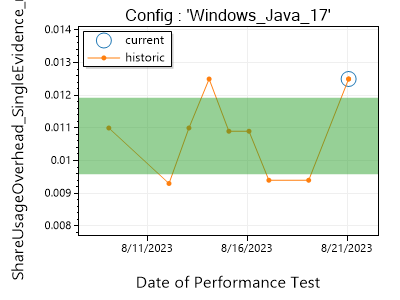 Config : 'Windows_Java_17'
ShareUsageOverhead_SingleEvidence_
0.014
0.013
0.012
0.011
0.01
0.009
0.008
current
historic
8/11/2023
8/16/2023
8/21/2023
Date of Performance Test